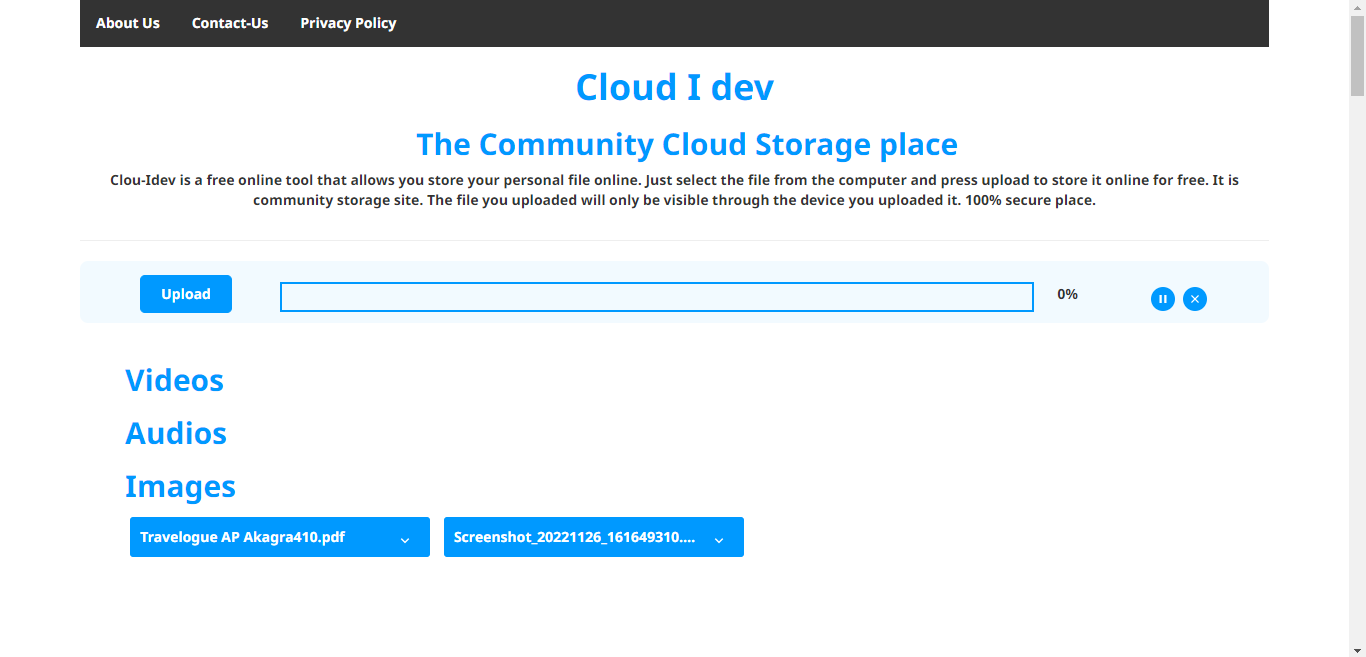 About Us Contact-Us Privacy Policy
Cloud I dev
The Community Cloud Storage place
Clou-Idev is a free online tool that allows you store your personal file online. Just select the file from the computer and press upload to store it online for free. It is
community storage site. The file you uploaded will only be visible through the device you uploaded it. 100% secure place.
Upload 0%
Videos
Audios
Images
Travelogue AP Akagra410.pdf Screenshot_20221126_161649310....